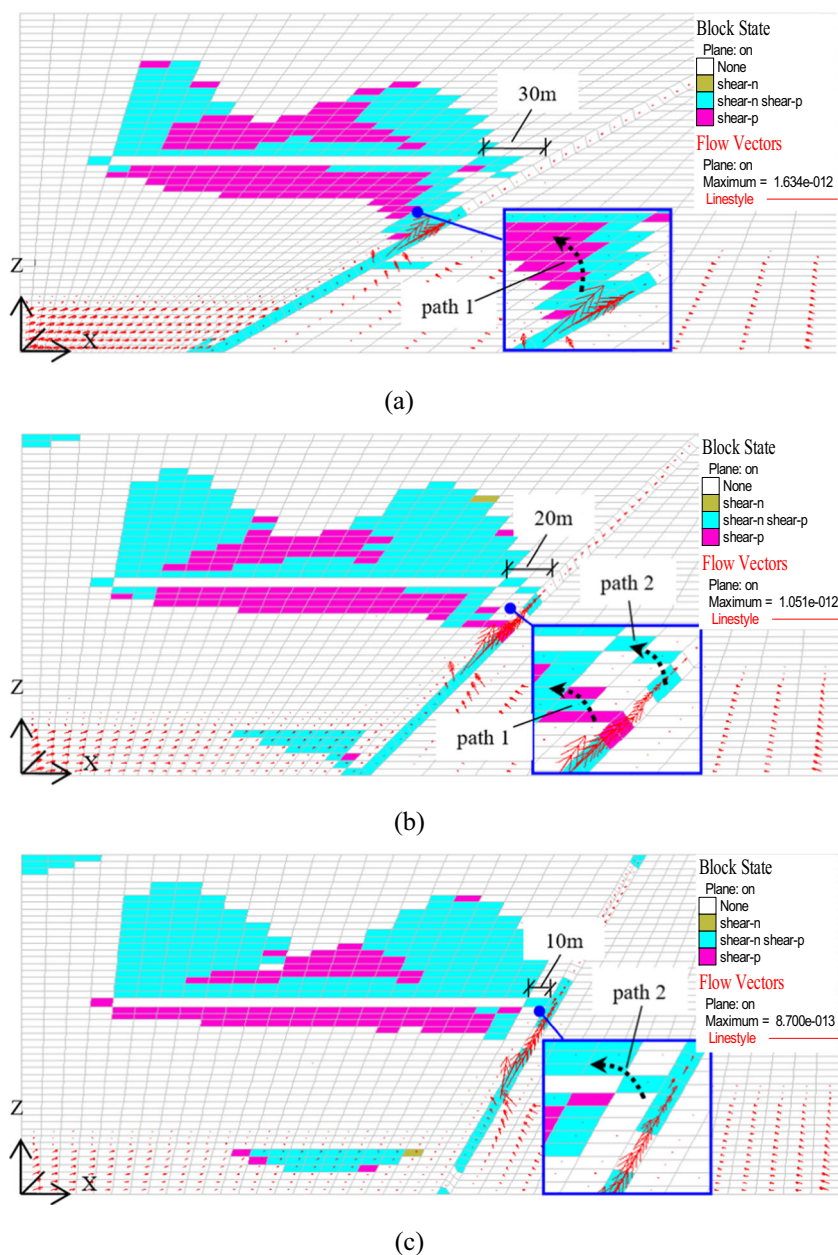 Block State
Plane: on
None
shear-n
shear-n shear-p
shear-p
Flow Vectors
Plane: on
Maximum = 1.634e-012
Linestyle
30m
path 1
Z
X
(a)
Block State
Plane: on
None
shear-n
shear-n shear-p
shear-p
Flow Vectors
Plane: on
Maximum = 1.051e-012
Linestyle
20m
path 2
path 1
Z
X
(b)
Block State
Plane: on
None
shear-n
shear-n shear-p
shear-p
Flow Vectors
Plane: on
Maximum = 8.700e-013
Linestyle
10m
path 2
Z
X
(c)